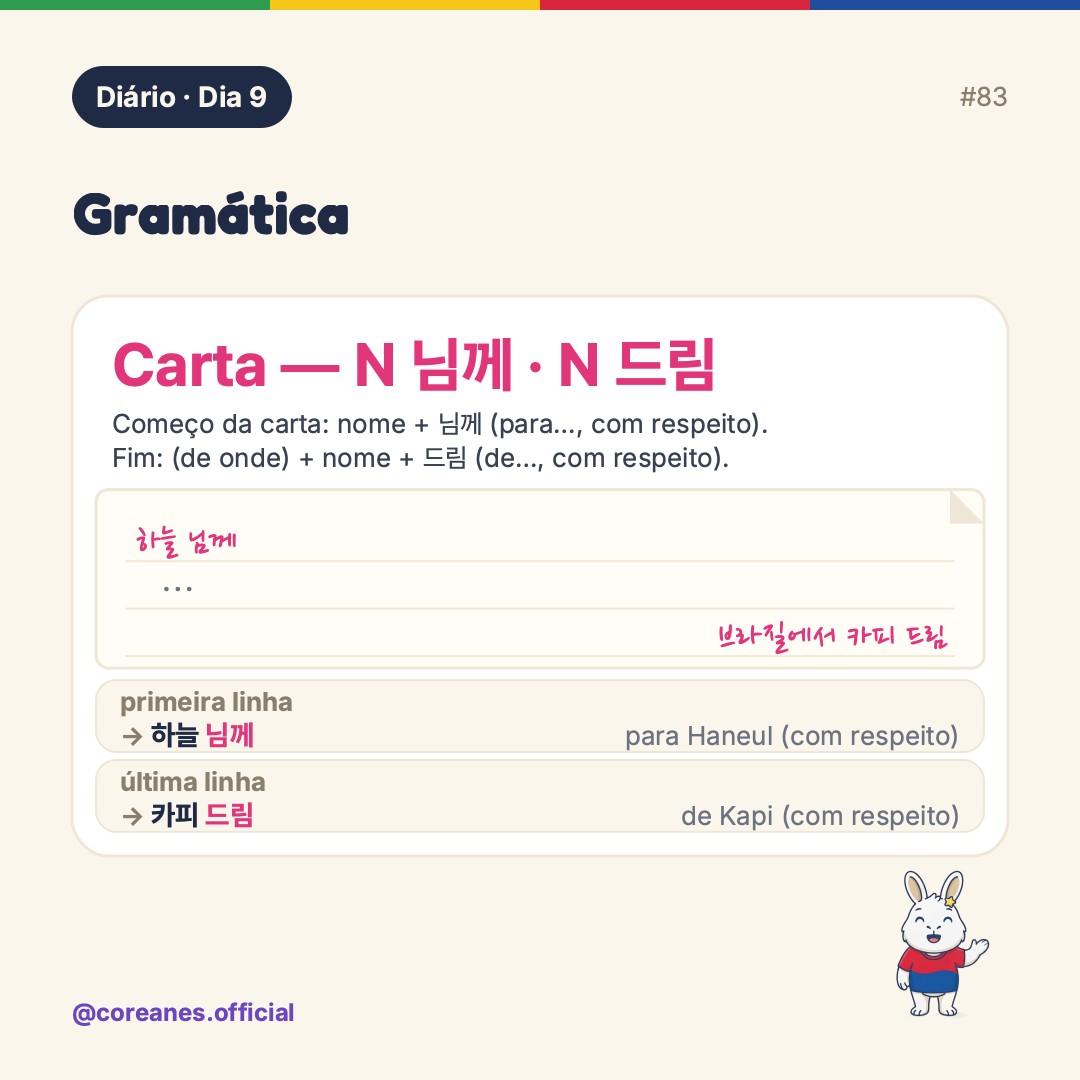 Diário · Dia 9
#83
Gramática
Carta — N 님께 · N 드림
Começo da carta: nome + 님께 (para..., com respeito).
Fim: (de onde) + nome + 드림 (de..., com respeito).
하늘 님께
...
브라질에서 카피 드림
primeira linha
→ 하늘 님께
para Haneul (com respeito)
última linha
→ 카피 드림
de Kapi (com respeito)
@coreanes.official